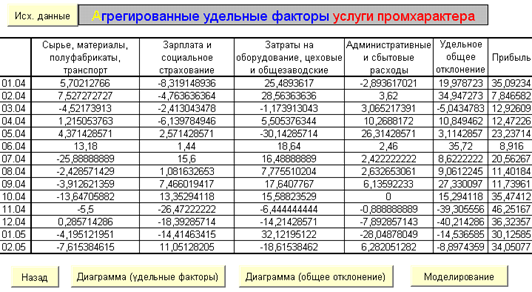 Исх. данные
Агрегированные удельные факторы услуги промхарактера
Сырье, материалы, полуфабрикаты, транспорт Зарплата и социальное страхование Затраты на оборудование, цеховые и общезаводские Административные и сбытовые расходы Удельное общее отклонение Прибыль
01.04 5,70212766 -8,319148936 25,4893617 -2,893617021 19,978723 35,09234
02.04 7,527272727 -4,763636364 28,56363636 3,62 34,947273 7,846582
03.04 -4,52173913 -2,413043478 -1,173913043 3,065217391 -5,0434783 12,92609
04.04 1,215053763 -6,139784946 5,505376344 10,2688172 10,849462 12,47226
05.04 4,371428571 2,571428571 -30,14285714 26,31428571 3,1142857 23,23714
06.04 13,18 1,44 18,64 2,46 35,72 8,916
07.04 -25,88888889 15,6 16,48888889 2,422222222 8,6222222 20,56267
08.04 -2,428571429 1,081632653 7,775510204 2,632653061 9,0612245 11,40184
09.04 -3,912621359 7,466019417 17,6407767 6,13592233 27,330097 11,73961
10.04 -13,64705882 13,35294118 15,58823529 0 15,294118 35,47412
11.04 -5,5 -26,47222222 -6,444444444 -0,888888889 -39,305556 46,25167
12.04 0,285714286 -18,39285714 -14,21428571 -7,892857143 -40,214286 36,32357
01.05 -4,195121951 -14,41463415 32,12195122 -28,04878049 -14,536585 30,12585
02.05 -7,615384615 11,05128205 -18,61538462 6,282051282 -8,8974359 34,05077
Назад
Диаграмма (удельные факторы)
Диаграмма (общее отклонение)
Моделирование